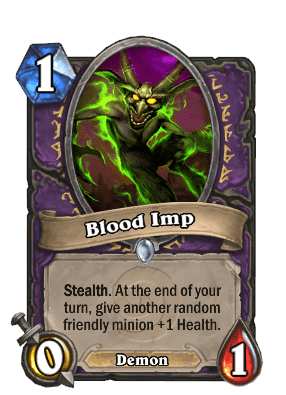 1
Blood Imp
Stealth. At the end of your
turn, give another random
friendly minion +1 Health.
0
Demon
1